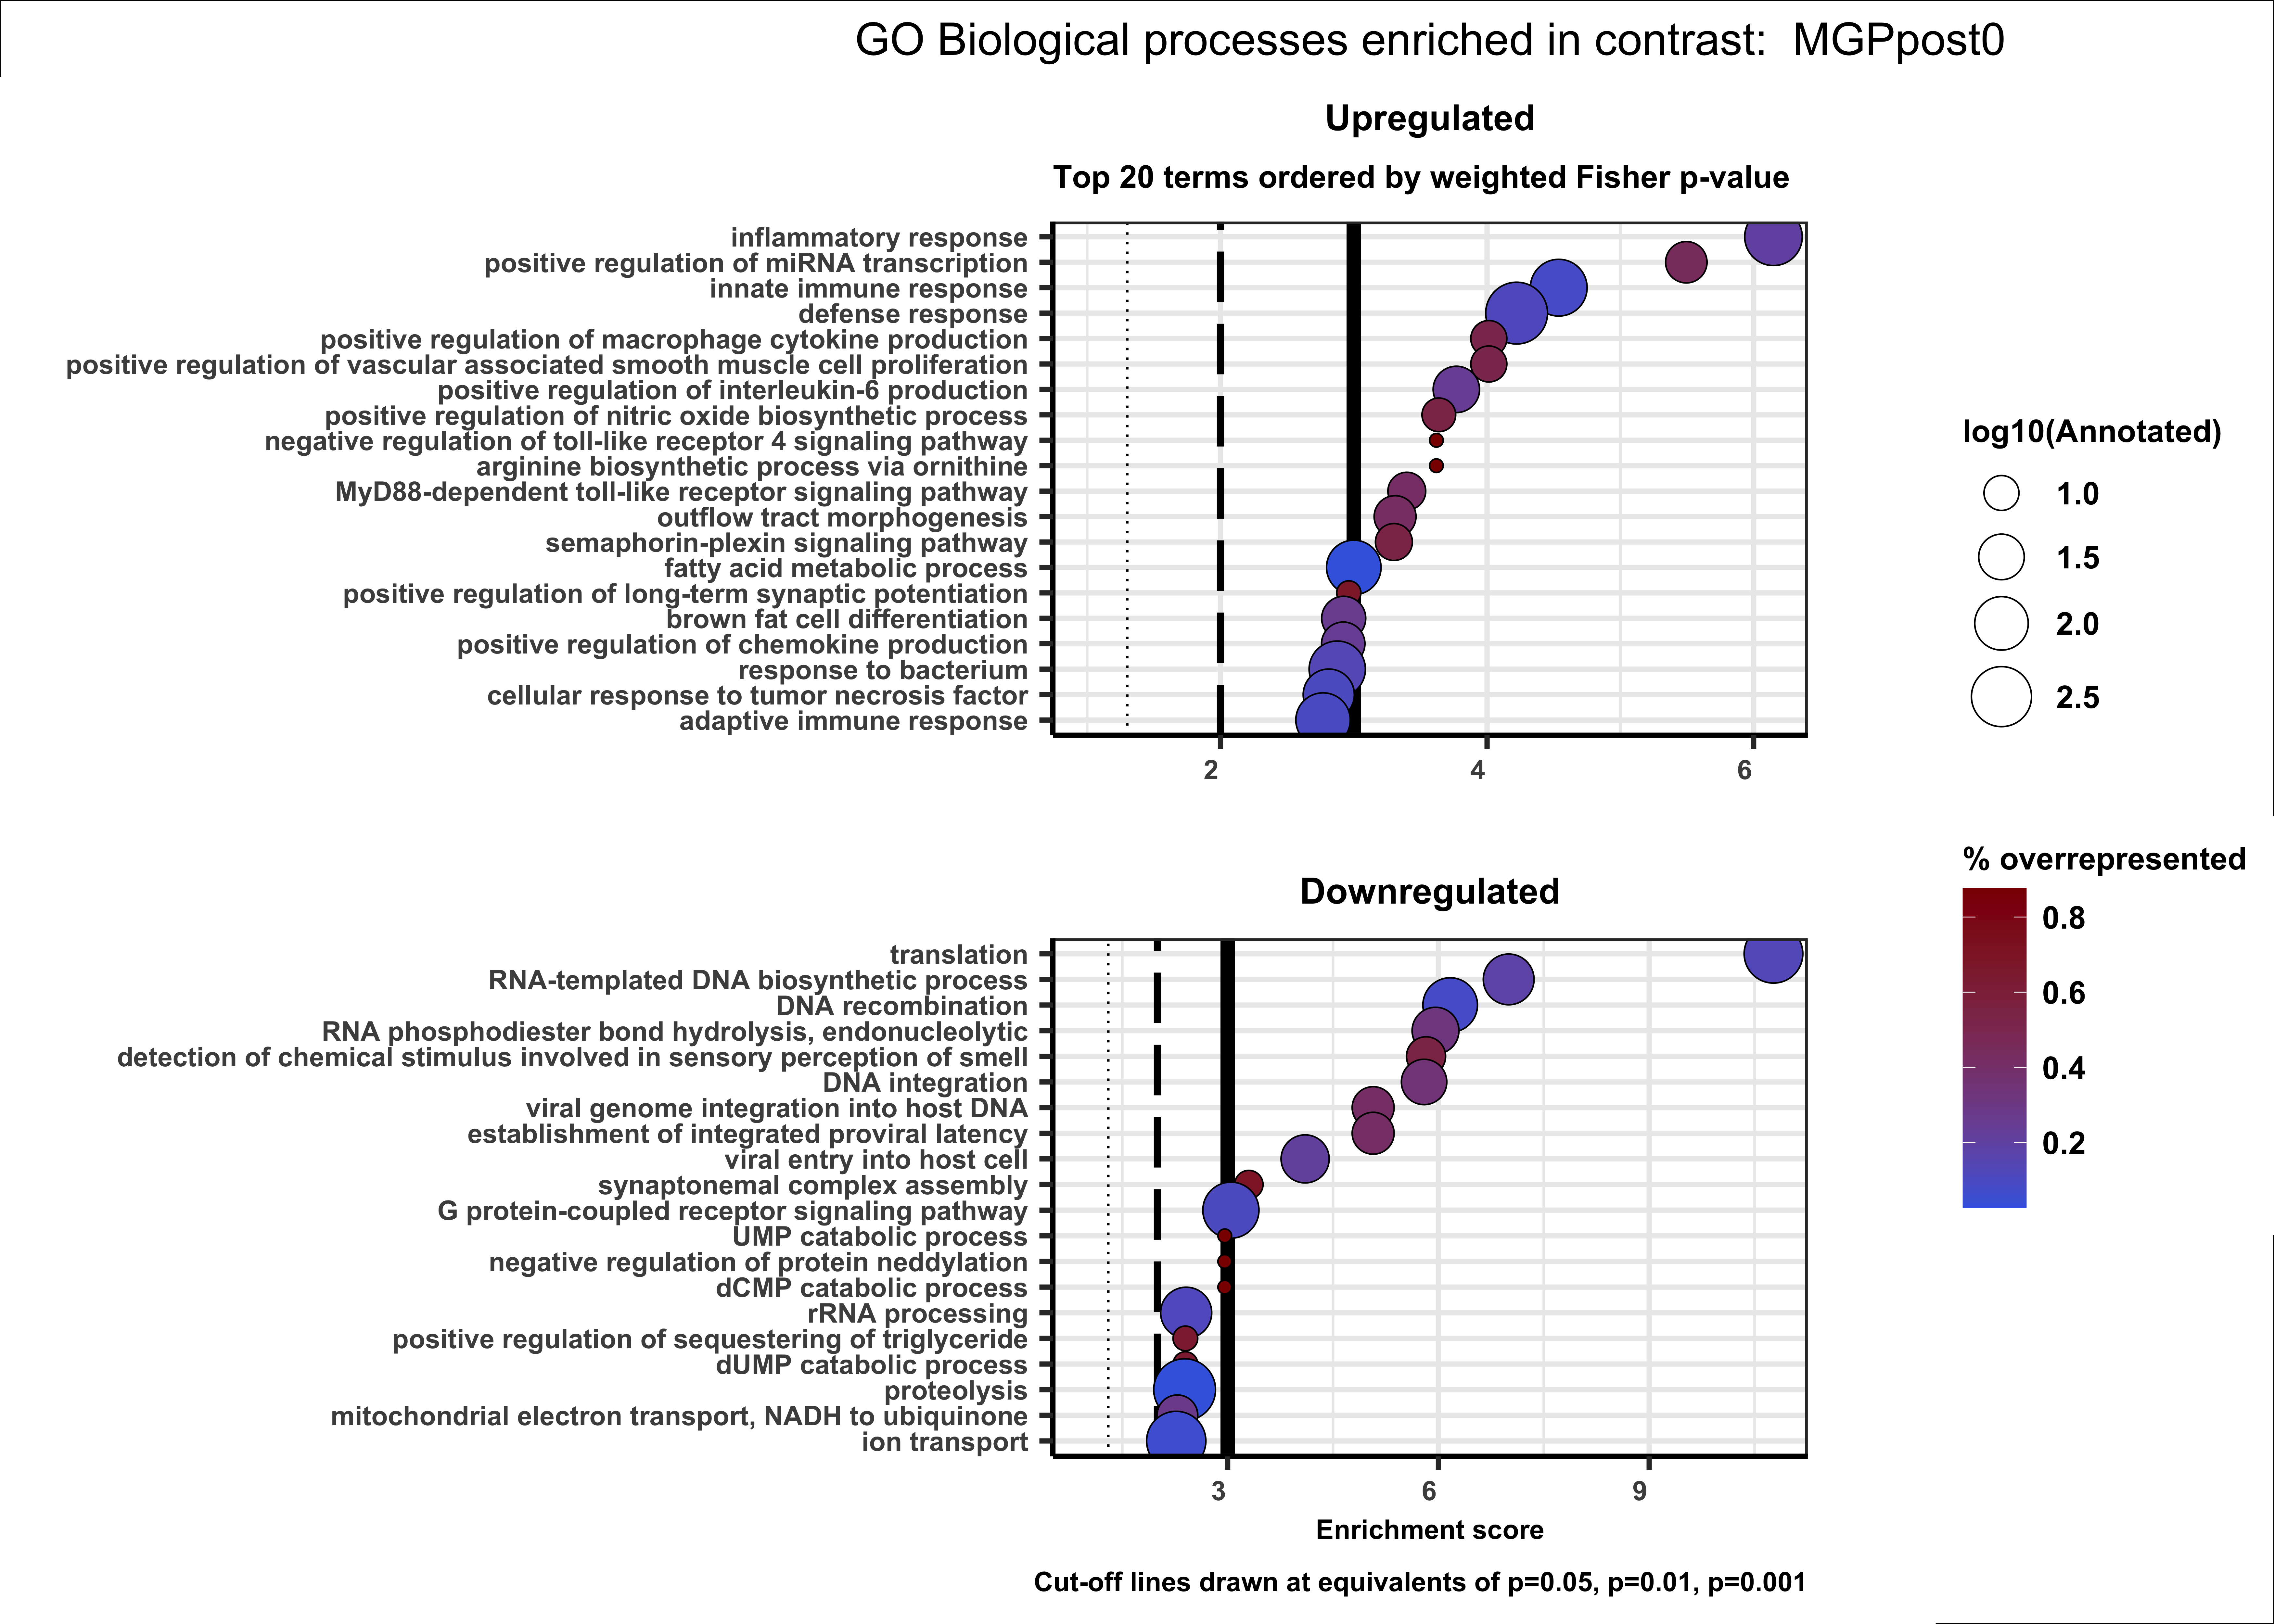 GO Biological processes enriched in contrast:  MGPpost0
Upregulated
Top 20 terms ordered by weighted Fisher p-value
inflammatory response
positive regulation of miRNA transcription
innate immune response
defense response
positive regulation of macrophage cytokine production
positive regulation of vascular associated smooth muscle cell proliferation
positive regulation of interleukin-6 production
positive regulation of nitric oxide biosynthetic process
negative regulation of toll-like receptor 4 signaling pathway
arginine biosynthetic process via ornithine
MyD88-dependent toll-like receptor signaling pathway
outflow tract morphogenesis
semaphorin-plexin signaling pathway
fatty acid metabolic process
positive regulation of long-term synaptic potentiation
brown fat cell differentiation
positive regulation of chemokine production
response to bacterium
cellular response to tumor necrosis factor
adaptive immune response
2 4 6
log10(Annotated)
1.0
1.5
2.0
2.5
% overrepresented
0.8
0.6
0.4
0.2
Downregulated
translation
RNA-templated DNA biosynthetic process
DNA recombination
RNA phosphodiester bond hydrolysis, endonucleolytic
detection of chemical stimulus involved in sensory perception of smell
DNA integration
viral genome integration into host DNA
establishment of integrated proviral latency
viral entry into host cell
synaptonemal complex assembly
G protein-coupled receptor signaling pathway
UMP catabolic process
negative regulation of protein neddylation
dCMP catabolic process
rRNA processing
positive regulation of sequestering of triglyceride
dUMP catabolic process
proteolysis
mitochondrial electron transport, NADH to ubiquinone
ion transport
3 6 9
Enrichment score
Cut-off lines drawn at equivalents of p=0.05, p=0.01, p=0.001